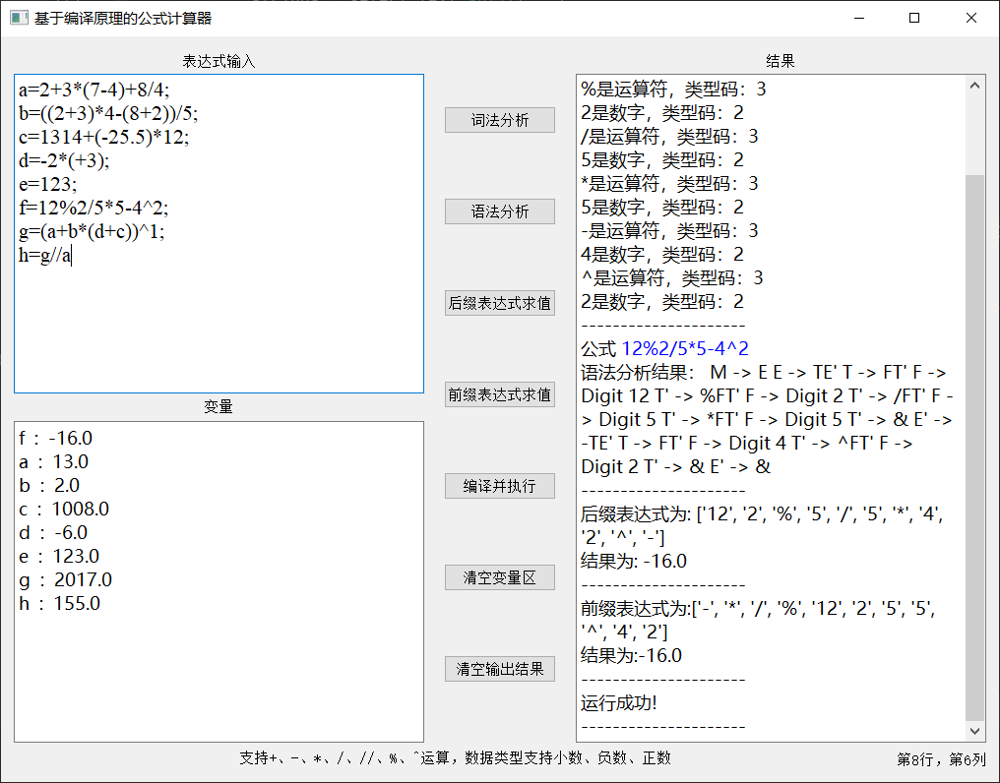 基于编译原理的公式计算器
表达式输入
a=2+3*(7-4)+8/4;
b=((2+3)*4-(8+2))/5;
c=1314+(-25.5)*12;
d=-2*(+3);
e=123;
f=12%2/5*5-4^2;
g=(a+b*(d+c))^1;
h=g//a
变量
f : -16.0
a : 13.0
b : 2.0
c : 1008.0
d : -6.0
e : 123.0
g : 2017.0
h : 155.0
词法分析
语法分析
后缀表达式求值
前缀表达式求值
编译并执行
清空变量区
清空输出结果
结果
%是运算符，类型码：3
2是数字，类型码：2
/是运算符，类型码：3
5是数字，类型码：2
*是运算符，类型码：3
5是数字，类型码：2
-是运算符，类型码：3
4是数字，类型码：2
^是运算符，类型码：3
2是数字，类型码：2
---------------------
公式 12%2/5*5-4^2
语法分析结果： M -> E E -> TE' T -> FT' F ->
Digit 12 T' -> %FT' F -> Digit 2 T' -> /FT' F -
> Digit 5 T' -> *FT' F -> Digit 5 T' -> & E' ->
-TE' T -> FT' F -> Digit 4 T' -> ^FT' F ->
Digit 2 T' -> & E' -> &
---------------------
后缀表达式为: ['12', '2', '%', '5', '/', '5', '*', '4',
'2', '^', '-']
结果为: -16.0
---------------------
前缀表达式为:['-', '*', '/', '%', '12', '2', '5', '5',
'^', '4', '2']
结果为:-16.0
---------------------
运行成功!
---------------------
支持+、-、*、/、//、%、^运算，数据类型支持小数、负数、正数
第8行，第6列